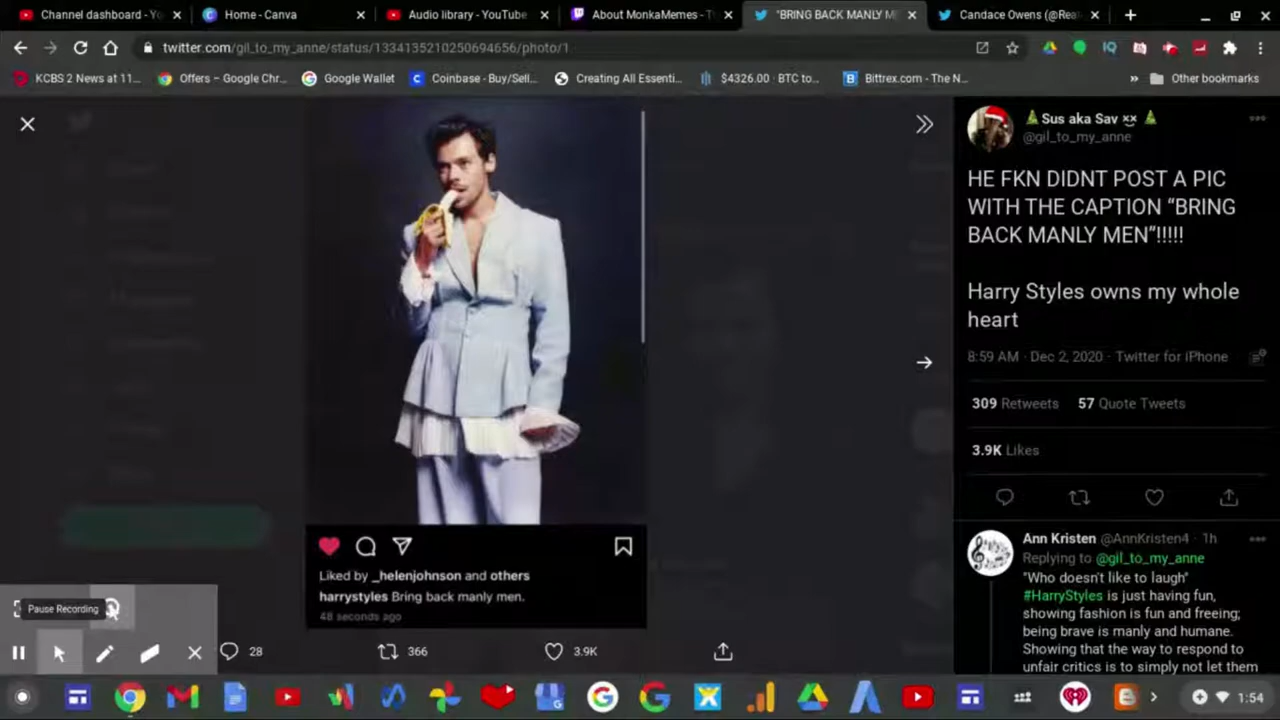 Channel dashboard - Yo
Home - Canva
Audio library - YouTube
About MonkaMemes - T
"BRING BACK MANLY M
Candace Owens (@Rea
twitter.com/gil_to_my_anne/status/1334135210250694656/photo/1
KCBS 2 News at 11...
Offers – Google Chr...
Google Wallet
Coinbase - Buy/Sell...
Creating All Essenti...
$4326.00 · BTC to...
Bittrex.com - The N...
Other bookmarks
Sus aka Sav
@gil_to_my_anne
HE FKN DIDNT POST A PIC
WITH THE CAPTION “BRING
BACK MANLY MEN”!!!!!
Harry Styles owns my whole
heart
8:59 AM · Dec 2, 2020 · Twitter for iPhone
309 Retweets 57 Quote Tweets
3.9K Likes
Ann Kristen @AnnKristen4 · 1h
Replying to @gil_to_my_anne
"Who doesn't like to laugh"
#HarryStyles is just having fun,
showing fashion is fun and freeing;
being brave is manly and humane.
Showing that the way to respond to
unfair critics is to simply not let them
Liked by _helenjohnson and others
harrystyles Bring back manly men.
48 seconds ago
Pause Recording
28
366
3.9K
1:54